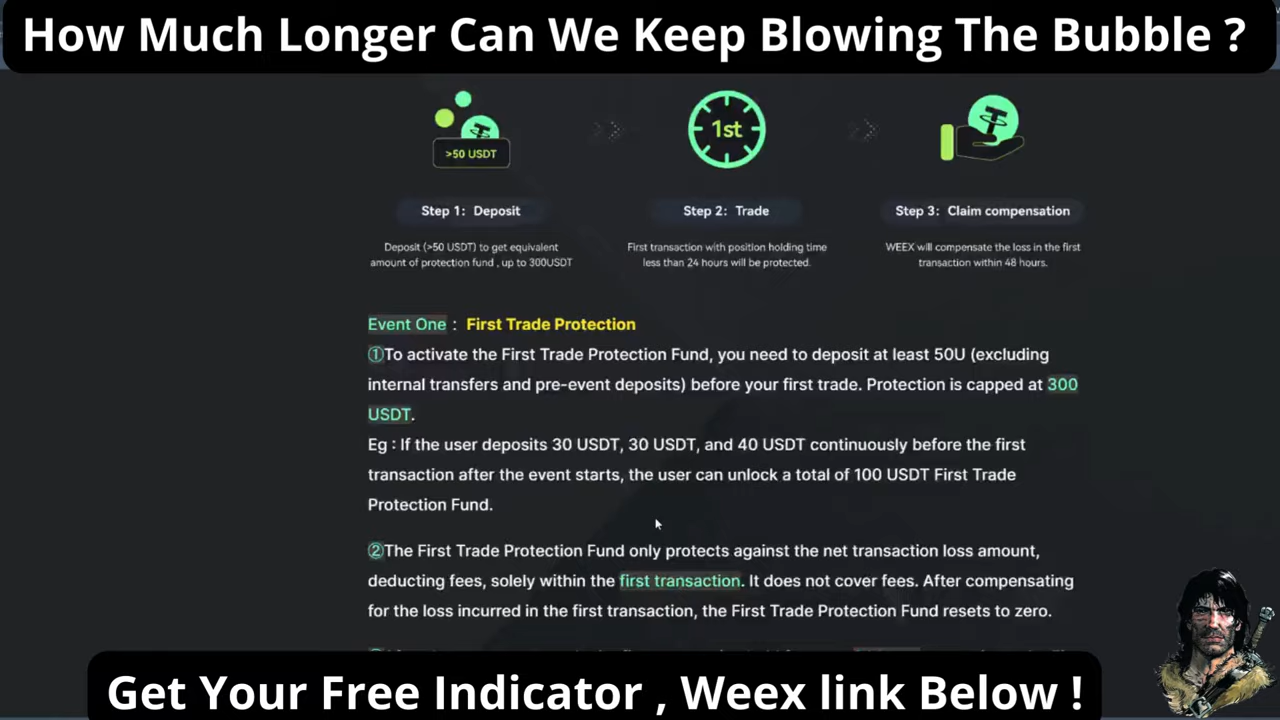 How Much Longer Can We Keep Blowing The Bubble ?
>50 USDT
1st
Step 1: Deposit
Step 2: Trade
Step 3: Claim compensation
Deposit (>50 USDT) to get equivalent
amount of protection fund , up to 300USDT
First transaction with position holding time
less than 24 hours will be protected.
WEEX will compensate the loss in the first
transaction within 48 hours.
Event One : First Trade Protection
①To activate the First Trade Protection Fund, you need to deposit at least 50U (excluding
internal transfers and pre-event deposits) before your first trade. Protection is capped at 300
USDT.
Eg : If the user deposits 30 USDT, 30 USDT, and 40 USDT continuously before the first
transaction after the event starts, the user can unlock a total of 100 USDT First Trade
Protection Fund.
②The First Trade Protection Fund only protects against the net transaction loss amount,
deducting fees, solely within the first transaction. It does not cover fees. After compensating
for the loss incurred in the first transaction, the First Trade Protection Fund resets to zero.
Get Your Free Indicator , Weex link Below !